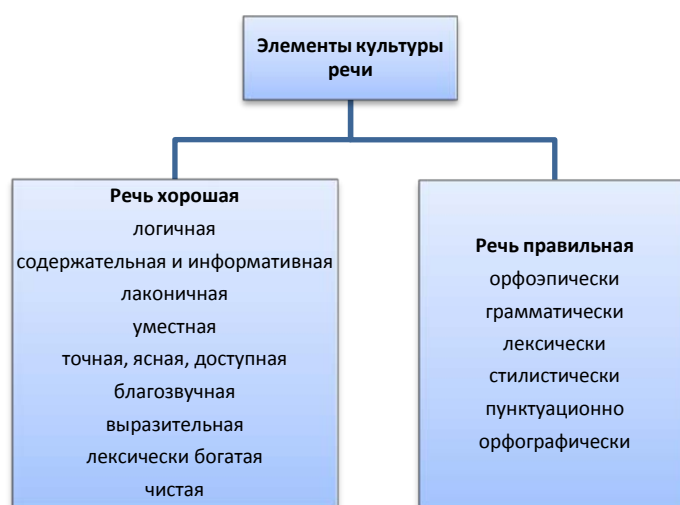 Элементы культуры
речи
Речь хорошая
логичная
содержательная и информативная
лаконичная
уместная
точная, ясная, доступная
благозвучная
выразительная
лексически богатая
чистая
Речь правильная
орфоэпически
грамматически
лексически
стилистически
пунктуационно
орфографически